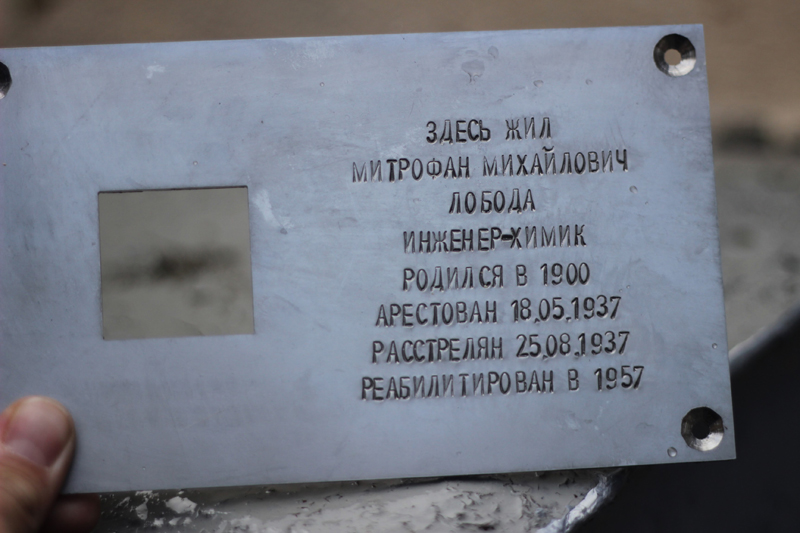 ЗДЕСЬ ЖИЛ
МИТРОФАН МИХАЙЛОВИЧ
ЛОБОДА
ИНЖЕНЕР-ХИМИК
РОДИЛСЯ В 1900
АРЕСТОВАН 18.05.1937
РАССТРЕЛЯН 25.08.1937
РЕАБИЛИТИРОВАН В 1957